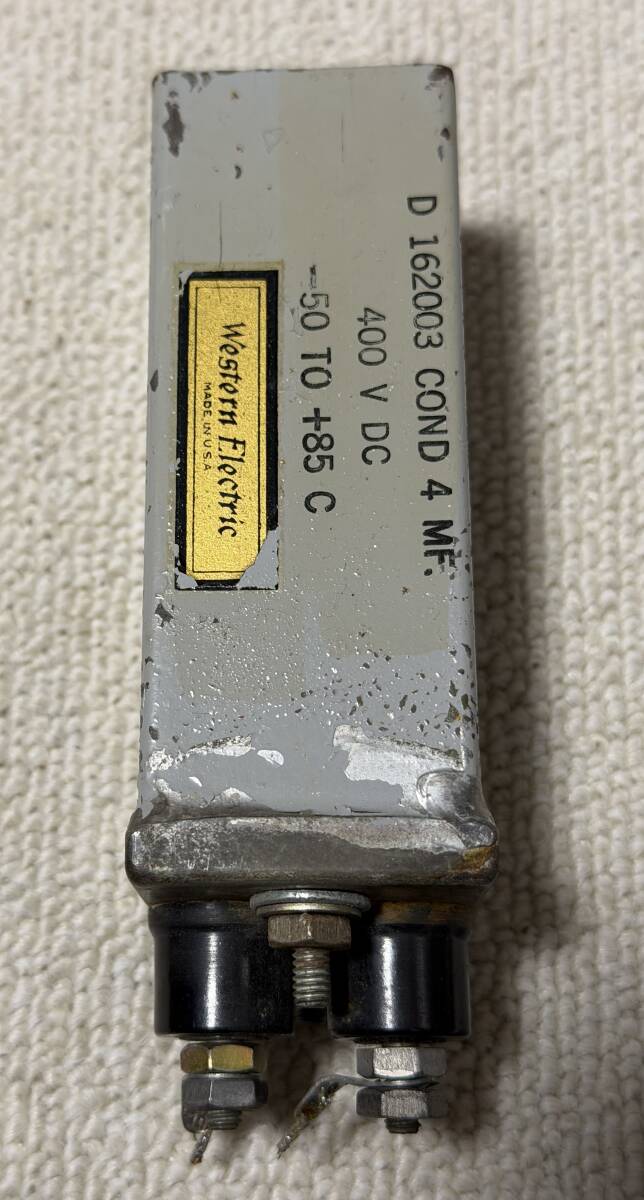 D 162003 COND 4 MF.
400 V DC
-50 TO +85 C
Western Electric
MADE IN U.S.A